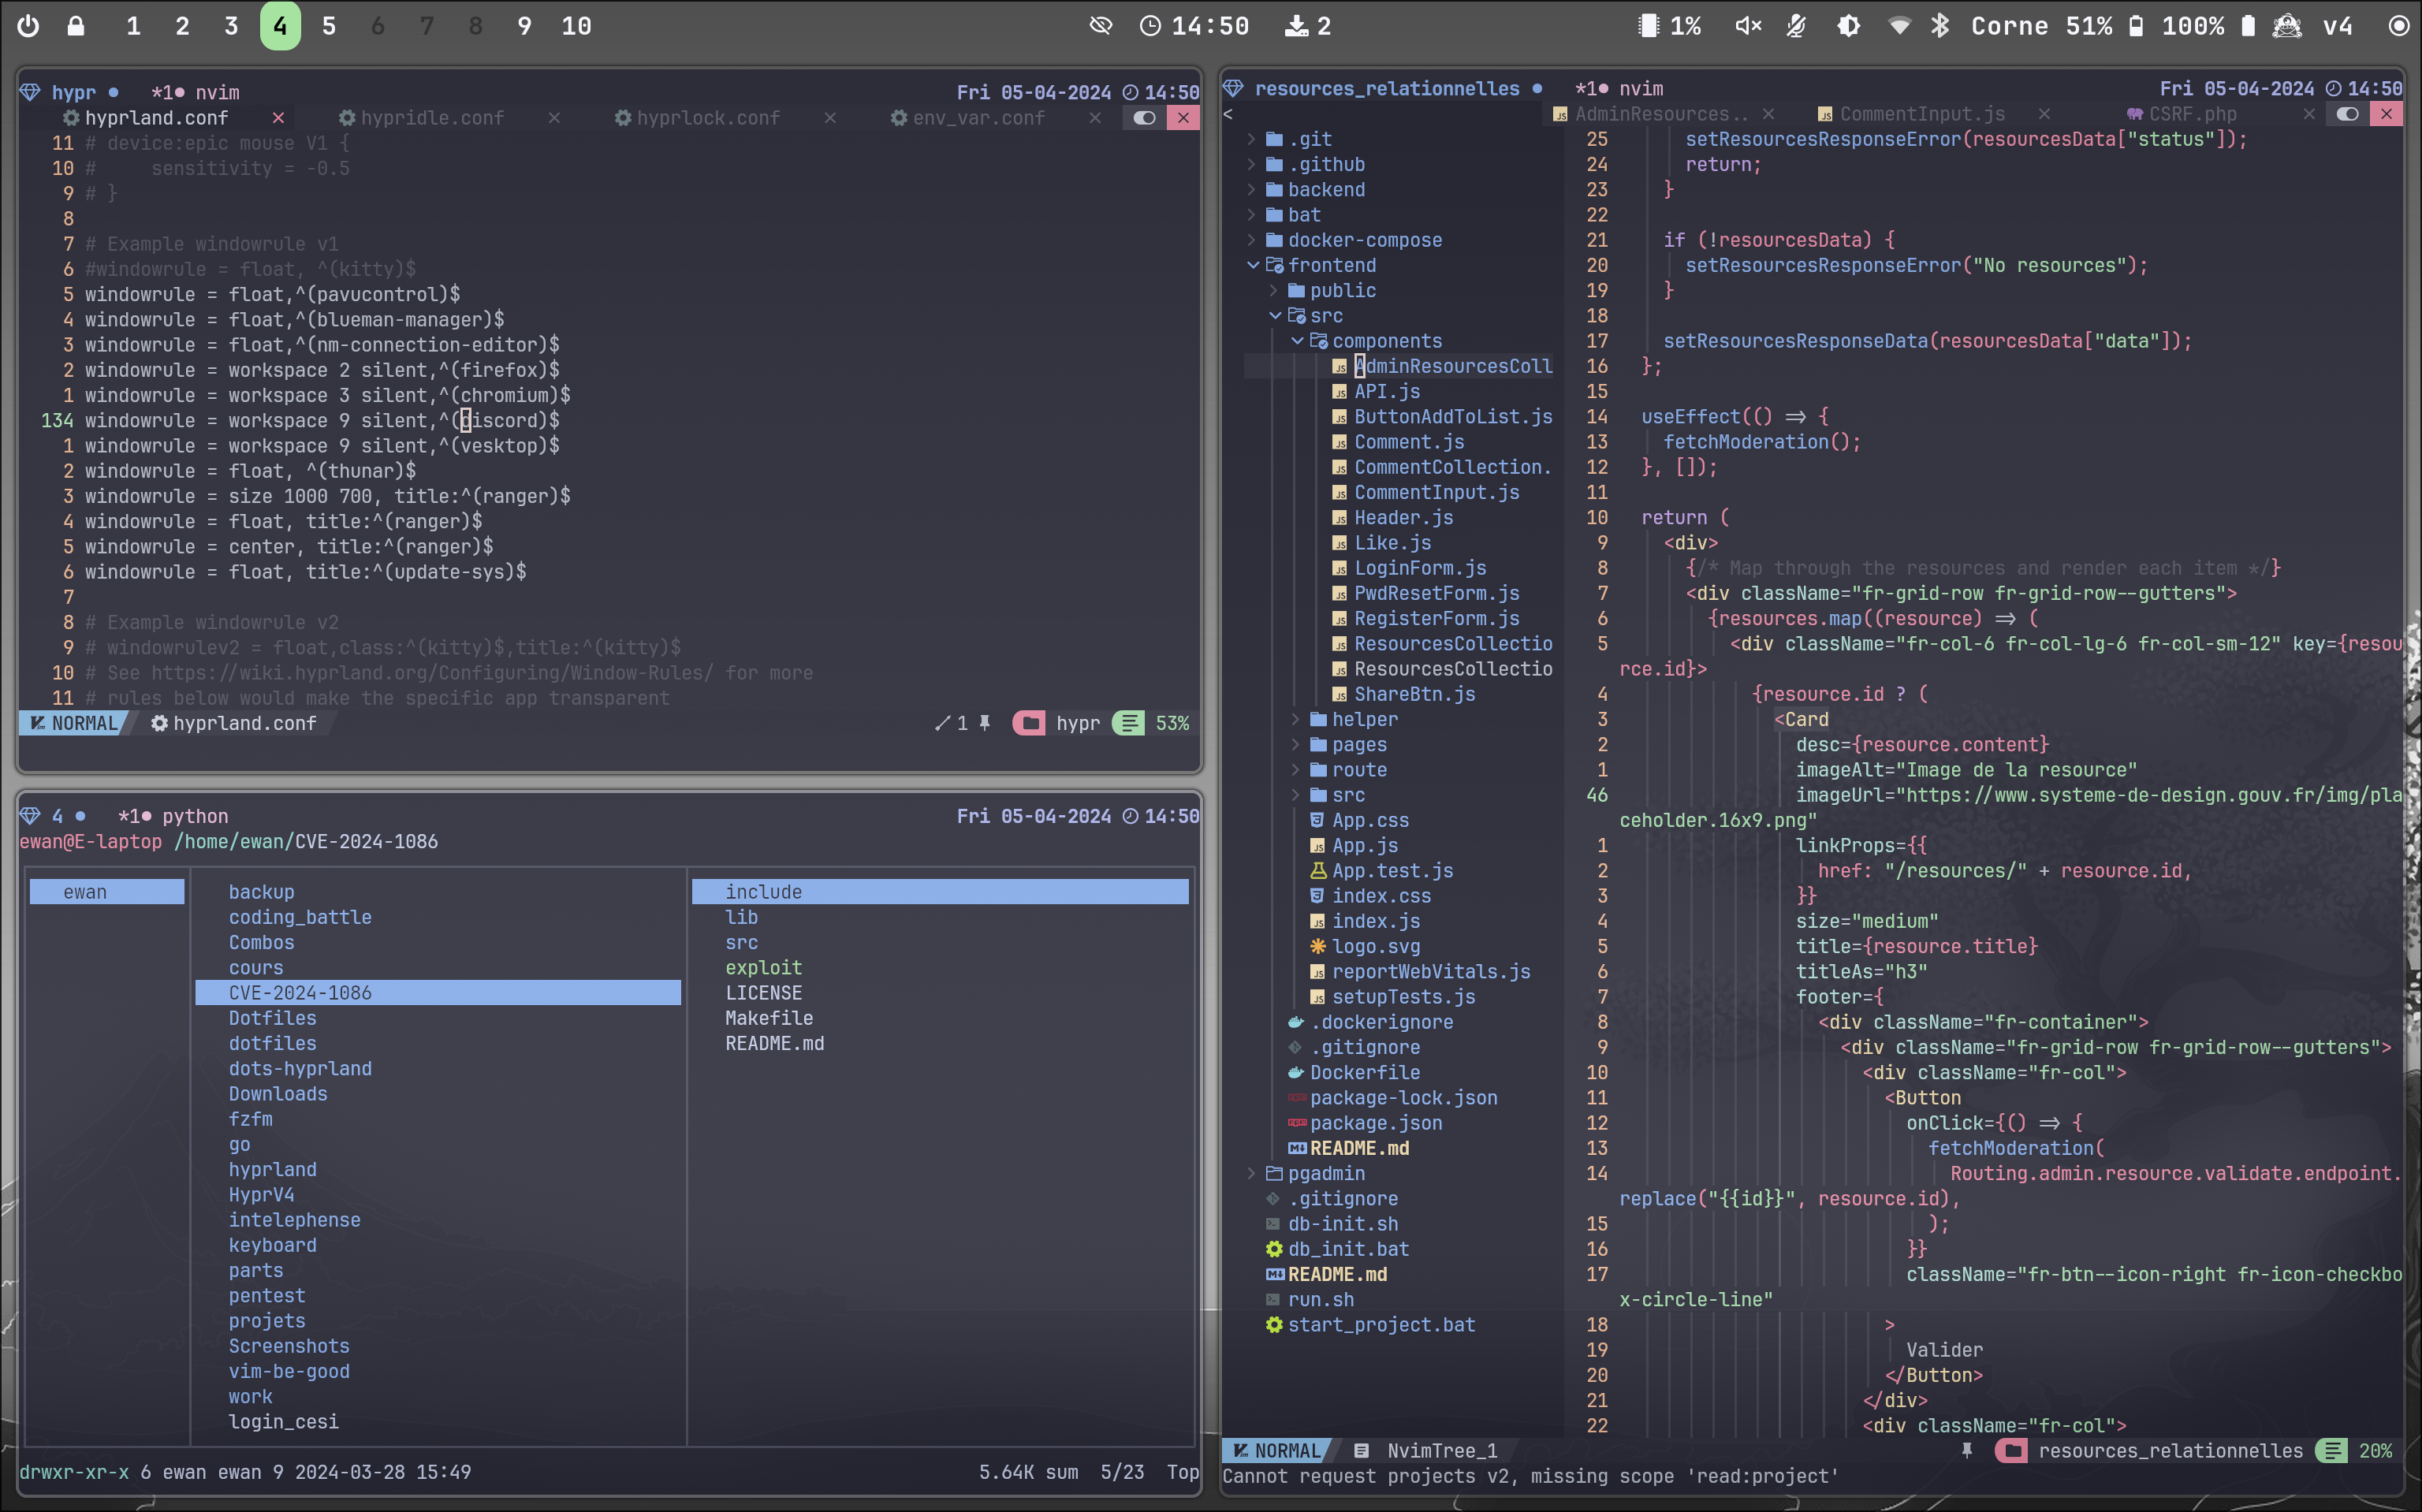 1 2 3 4 5 6 7 8 9 10
14:50 2
1% Corne 51% 100% v4
hypr *1 nvim Fri 05-04-2024 14:50
hyprland.conf hypridle.conf hyprlock.conf env_var.conf
11 # device:epic mouse V1 {
10 #     sensitivity = -0.5
9 # }
8
7 # Example windowrule v1
6 #windowrule = float, ^(kitty)$
5 windowrule = float,^(pavucontrol)$
4 windowrule = float,^(blueman-manager)$
3 windowrule = float,^(nm-connection-editor)$
2 windowrule = workspace 2 silent,^(firefox)$
1 windowrule = workspace 3 silent,^(chromium)$
134 windowrule = workspace 9 silent,^(discord)$
1 windowrule = workspace 9 silent,^(vesktop)$
2 windowrule = float, ^(thunar)$
3 windowrule = size 1000 700, title:^(ranger)$
4 windowrule = float, title:^(ranger)$
5 windowrule = center, title:^(ranger)$
6 windowrule = float, title:^(update-sys)$
7
8 # Example windowrule v2
9 # windowrulev2 = float,class:^(kitty)$,title:^(kitty)$
10 # See https://wiki.hyprland.org/Configuring/Window-Rules/ for more
11 # rules below would make the specific app transparent
NORMAL hyprland.conf 1 hypr 53%
4 *1 python Fri 05-04-2024 14:50
ewan@E-laptop /home/ewan/CVE-2024-1086
ewan
backup
coding_battle
Combos
cours
CVE-2024-1086
Dotfiles
dotfiles
dots-hyprland
Downloads
fzfm
go
hyprland
HyprV4
intelephense
keyboard
parts
pentest
projets
Screenshots
vim-be-good
work
login_cesi
include
lib
src
exploit
LICENSE
Makefile
README.md
drwxr-xr-x 6 ewan ewan 9 2024-03-28 15:49 5.64K sum 5/23 Top
resources_relationnelles *1 nvim Fri 05-04-2024 14:50
< AdminResources.. CommentInput.js CSRF.php
.git
.github
backend
bat
docker-compose
frontend
public
src
components
AdminResourcesColl
API.js
ButtonAddToList.js
Comment.js
CommentCollection.
CommentInput.js
Header.js
Like.js
LoginForm.js
PwdResetForm.js
RegisterForm.js
ResourcesCollectio
ResourcesCollectio
ShareBtn.js
helper
pages
route
src
App.css
App.js
App.test.js
index.css
index.js
logo.svg
reportWebVitals.js
setupTests.js
.dockerignore
.gitignore
Dockerfile
package-lock.json
package.json
README.md
pgadmin
.gitignore
db-init.sh
db_init.bat
README.md
run.sh
start_project.bat
25 setResourcesResponseError(resourcesData["status"]);
24 return;
23 }
22
21 if (!resourcesData) {
20 setResourcesResponseError("No resources");
19 }
18
17 setResourcesResponseData(resourcesData["data"]);
16 };
15
14 useEffect(() => {
13 fetchModeration();
12 }, []);
11
10 return (
9 <div>
8 {/* Map through the resources and render each item */}
7 <div className="fr-grid-row fr-grid-row--gutters">
6 {resources.map((resource) => (
5 <div className="fr-col-6 fr-col-lg-6 fr-col-sm-12" key={resou
rce.id}>
4 {resource.id ? (
3 <Card
2 desc={resource.content}
1 imageAlt="Image de la resource"
46 imageUrl="https://www.systeme-de-design.gouv.fr/img/pla
ceholder.16x9.png"
1 linkProps={{
2 href: "/resources/" + resource.id,
3 }}
4 size="medium"
5 title={resource.title}
6 titleAs="h3"
7 footer={
8 <div className="fr-container">
9 <div className="fr-grid-row fr-grid-row--gutters">
10 <div className="fr-col">
11 <Button
12 onClick={() => {
13 fetchModeration(
14 Routing.admin.resource.validate.endpoint.
replace("{{id}}", resource.id),
15 );
16 }}
17 className="fr-btn--icon-right fr-icon-checkbo
x-circle-line"
18 >
19 Valider
20 </Button>
21 </div>
22 <div className="fr-col">
NORMAL NvimTree_1 resources_relationnelles 20%
Cannot request projects v2, missing scope 'read:project'